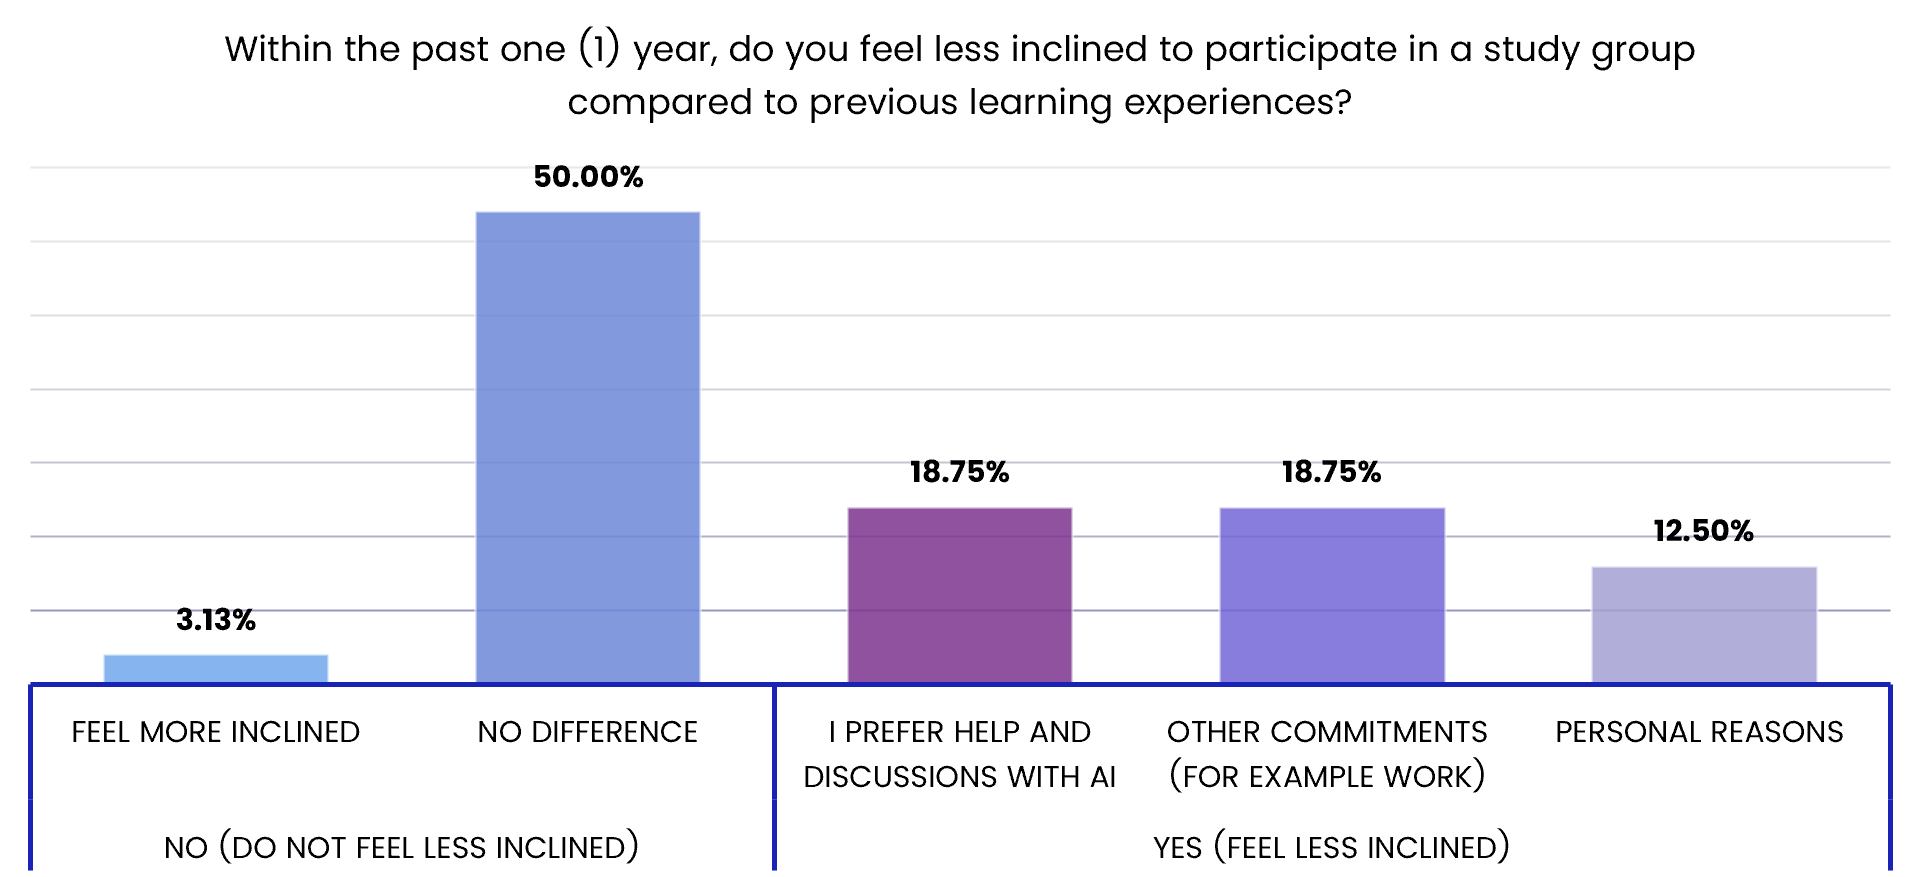 Within the past one (1) year, do you feel less inclined to participate in a study group
compared to previous learning experiences?
50.00%
18.75%
18.75%
12.50%
3.13%
FEEL MORE INCLINED
NO DIFFERENCE
I PREFER HELP AND
DISCUSSIONS WITH AI
OTHER COMMITMENTS
(FOR EXAMPLE WORK)
PERSONAL REASONS
NO (DO NOT FEEL LESS INCLINED)
YES (FEEL LESS INCLINED)